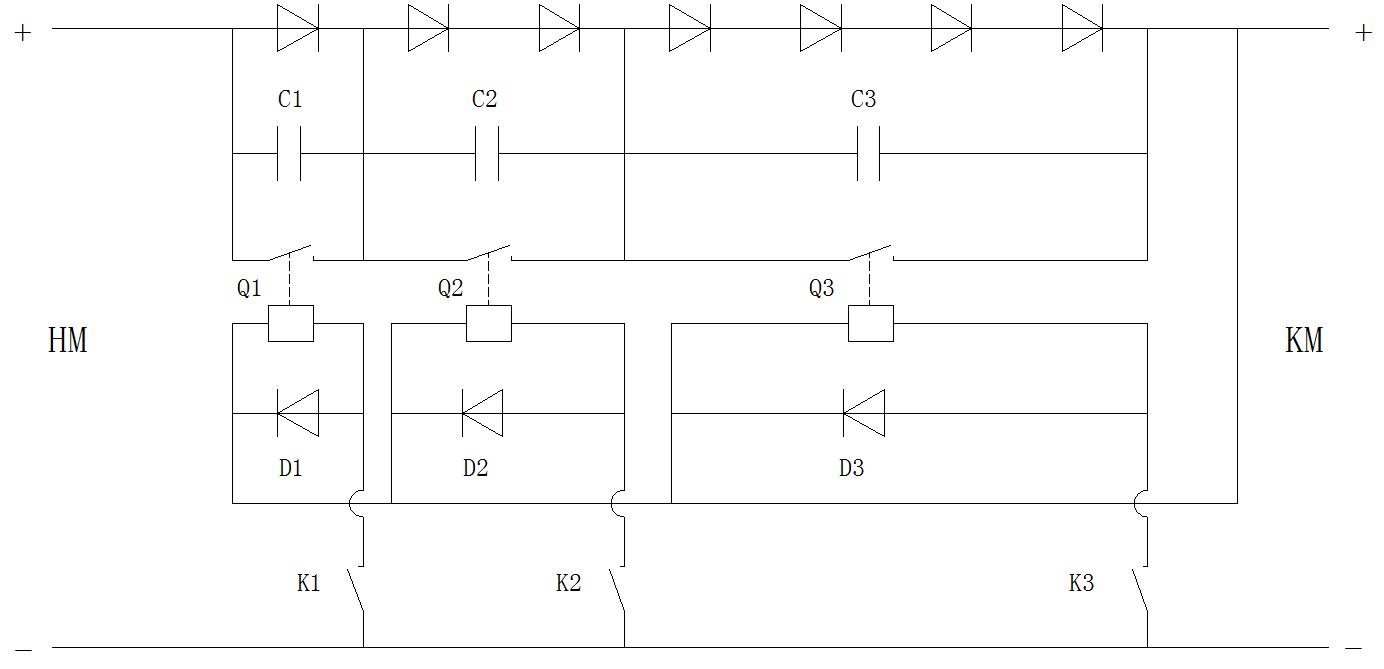 + +
C1 C2 C3
Q1 Q2 Q3
HM KM
D1 D2 D3
K1 K2 K3
− −